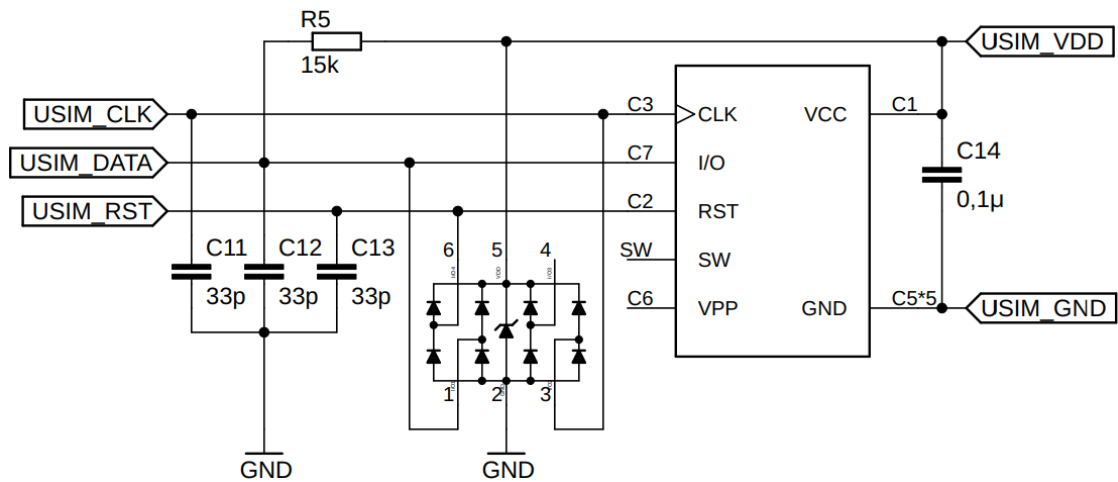 R5
15k
USIM_VDD
USIM_CLK
C3
CLK
VCC
C1
USIM_DATA
C7
I/O
C14
0,1µ
USIM_RST
C2
RST
C11
C12
C13
33p
33p
33p
6
5
4
VDD
SW
SW
C6
VPP
GND
C5*5
USIM_GND
1
2
3
GND
GND